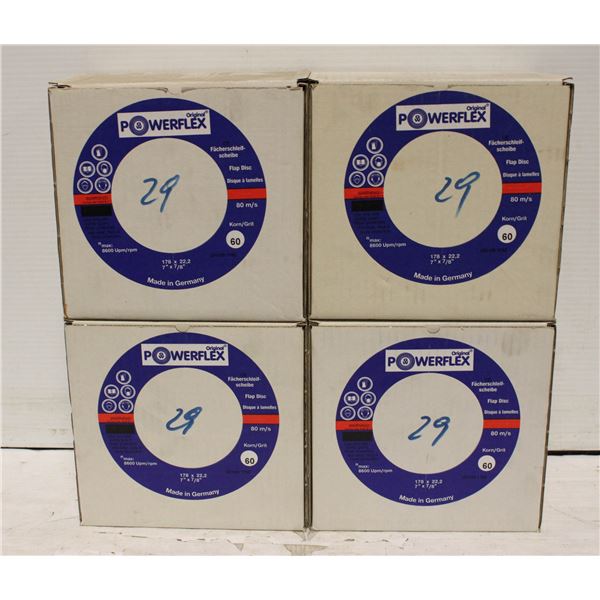 Original
POWERFLEX
Fächerschleif-
scheibe
Flap Disc
Disque à lamelles
80 m/s
Korn/Grit
60
29
n max:
8600 Upm/rpm
178 x 22,2
7" x 7/8"
Made in Germany
Original
POWERFLEX
Fächerschleif-
scheibe
Flap Disc
Disque à lamelles
80 m/s
Korn/Grit
60
29
n max:
8600 Upm/rpm
178 x 22,2
7" x 7/8"
Made in Germany
Original
POWERFLEX
Fächerschleif-
scheibe
Flap Disc
Disque à lamelles
80 m/s
Korn/Grit
60
29
n max:
8600 Upm/rpm
178 x 22,2
7" x 7/8"
Made in Germany
Original
POWERFLEX
Fächerschleif-
scheibe
Flap Disc
Disque à lamelles
80 m/s
Korn/Grit
60
29
n max:
8600 Upm/rpm
178 x 22,2
7" x 7/8"
Made in Germany